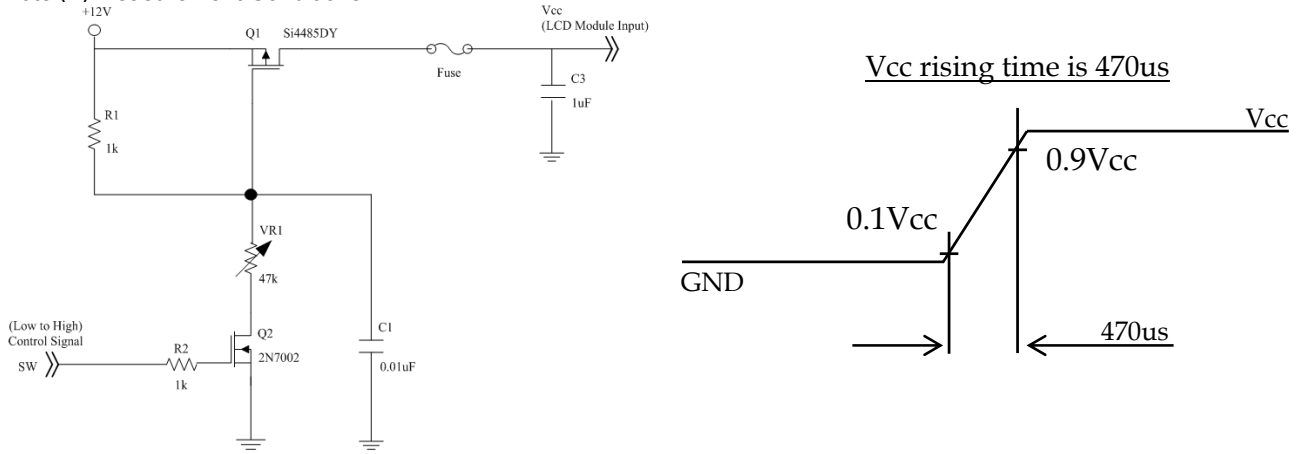 +12V
Vcc
(LCD Module Input)
Q1
Si4485DY
Fuse
C3
1uF
R1
1k
VR1
47k
(Low to High)
Control Signal
SW
R2
1k
Q2
2N7002
C1
0.01uF
Vcc rising time is 470us
Vcc
0.9Vcc
0.1Vcc
GND
470us